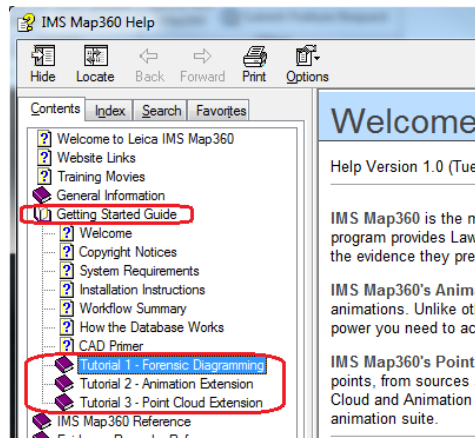 IMS Map360 Help
Hide Locate Back Forward Print Options
Contents Index Search Favorites
Welcome to Leica IMS Map360
Website Links
Training Movies
General Information
Getting Started Guide
Welcome
Copyright Notices
System Requirements
Installation Instructions
Workflow Summary
How the Database Works
CAD Primer
Tutorial 1 - Forensic Diagramming
Tutorial 2 - Animation Extension
Tutorial 3 - Point Cloud Extension
IMS Map360 Reference
Welcome
Help Version 1.0 (Tue
IMS Map360 is the m
program provides Law
the evidence they pre
IMS Map360's Anim
animations. Unlike ot
power you need to ac
IMS Map360's Point
points, from sources
Cloud and Animation
animation suite.